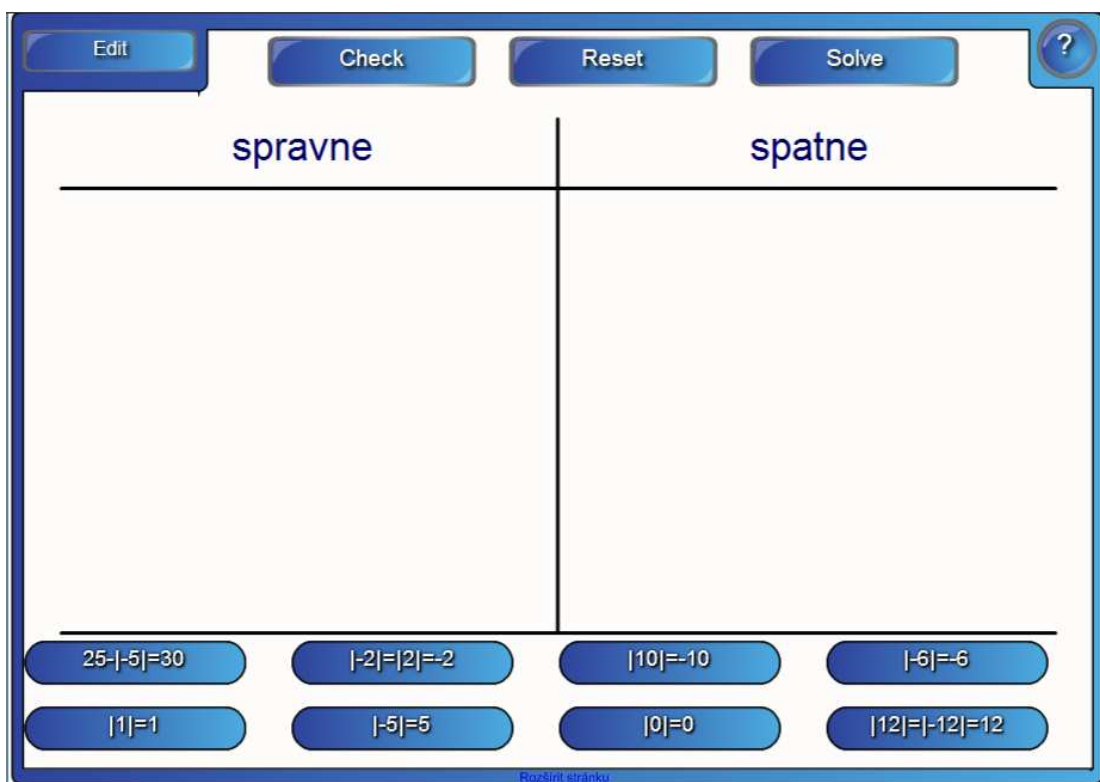 Edit
Check
Reset
Solve
?
spravne
spatne
25-|-5|=30
|-2|=|2|=-2
|10|=-10
|-6|=-6
|1|=1
|-5|=5
|0|=0
|12|=|-12|=12
Rozšířit stránku